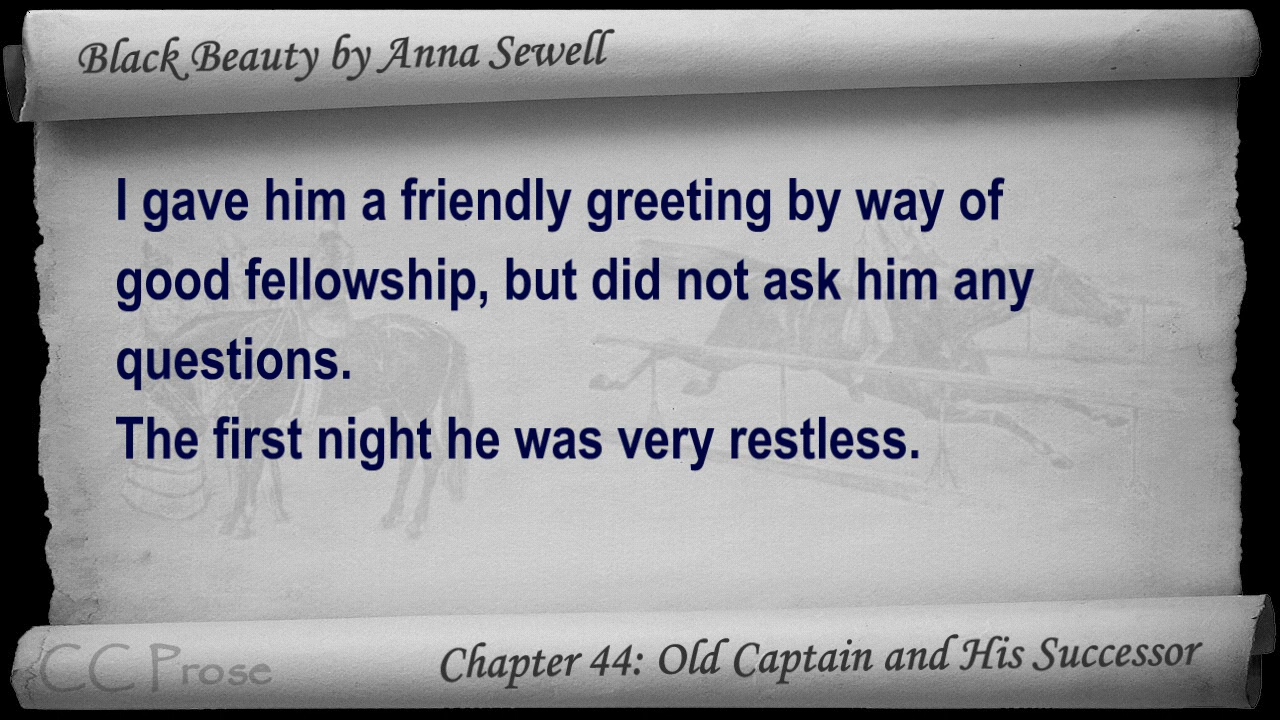 Black Beauty by Anna Sewell
I gave him a friendly greeting by way of
good fellowship, but did not ask him any
questions.
The first night he was very restless.
CC Prose
Chapter 44: Old Captain and His Successor